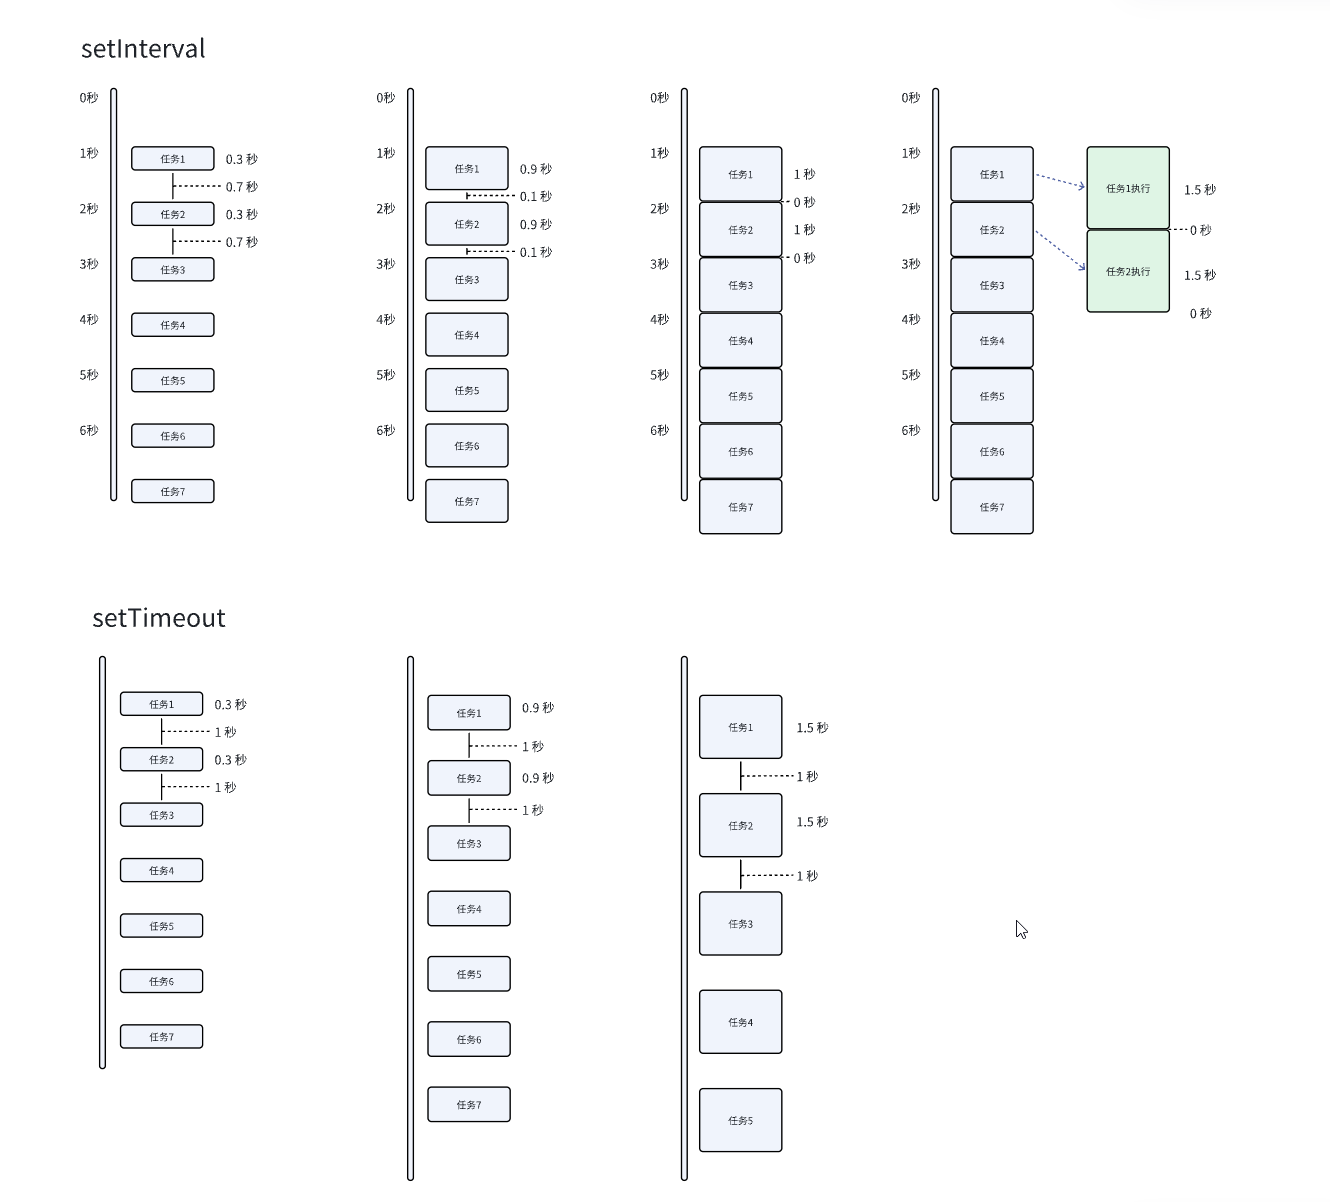 setInterval
0秒
1秒
2秒
3秒
4秒
5秒
6秒
任务1
0.3 秒
0.7 秒
任务2
0.3 秒
0.7 秒
任务3
任务4
任务5
任务6
任务7
0秒
1秒
2秒
3秒
4秒
5秒
6秒
任务1
0.9 秒
0.1 秒
任务2
0.9 秒
0.1 秒
任务3
任务4
任务5
任务6
任务7
0秒
1秒
2秒
3秒
4秒
5秒
6秒
任务1
1 秒
0 秒
任务2
1 秒
0 秒
任务3
任务4
任务5
任务6
任务7
0秒
1秒
2秒
3秒
4秒
5秒
6秒
任务1
任务2
任务3
任务4
任务5
任务6
任务7
任务1执行
1.5 秒
0 秒
任务2执行
1.5 秒
0 秒
setTimeout
任务1
0.3 秒
1 秒
任务2
0.3 秒
1 秒
任务3
任务4
任务5
任务6
任务7
任务1
0.9 秒
1 秒
任务2
0.9 秒
1 秒
任务3
任务4
任务5
任务6
任务7
任务1
1.5 秒
1 秒
任务2
1.5 秒
1 秒
任务3
任务4
任务5